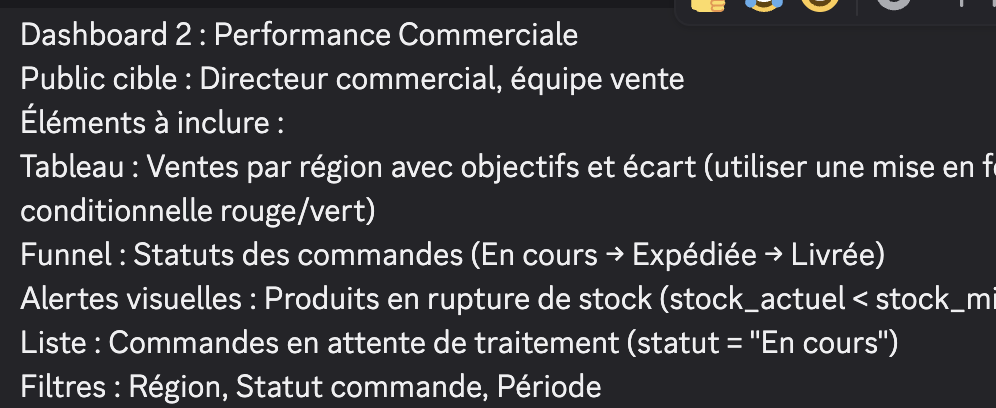 Dashboard 2 : Performance Commerciale
Public cible : Directeur commercial, équipe vente
Éléments à inclure :
Tableau : Ventes par région avec objectifs et écart (utiliser une mise en
conditionnelle rouge/vert)
Funnel : Statuts des commandes (En cours → Expédiée → Livrée)
Alertes visuelles : Produits en rupture de stock (stock_actuel <
Liste : Commandes en attente de traitement (statut = "En cours")
Filtres : Région, Statut commande, Période